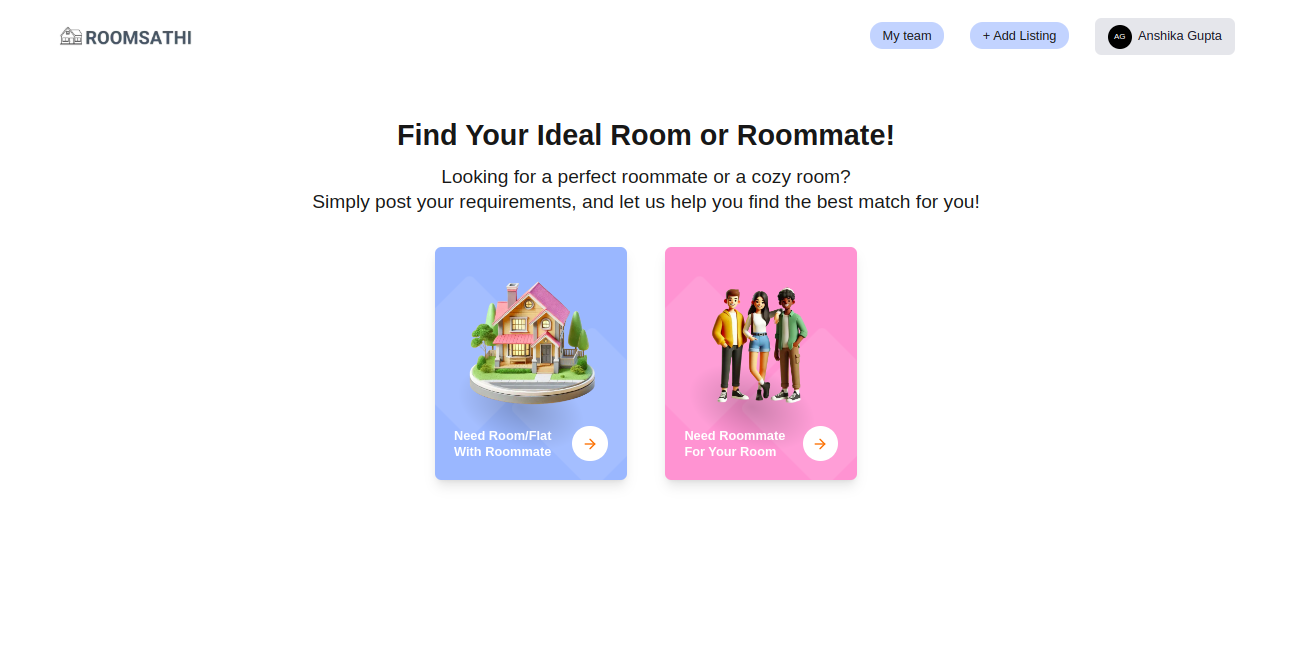 ROOMSATHI
My team
+ Add Listing
AG
Anshika Gupta
Find Your Ideal Room or Roommate!
Looking for a perfect roommate or a cozy room?
Simply post your requirements, and let us help you find the best match for you!
Need Room/Flat
With Roommate
Need Roommate
For Your Room